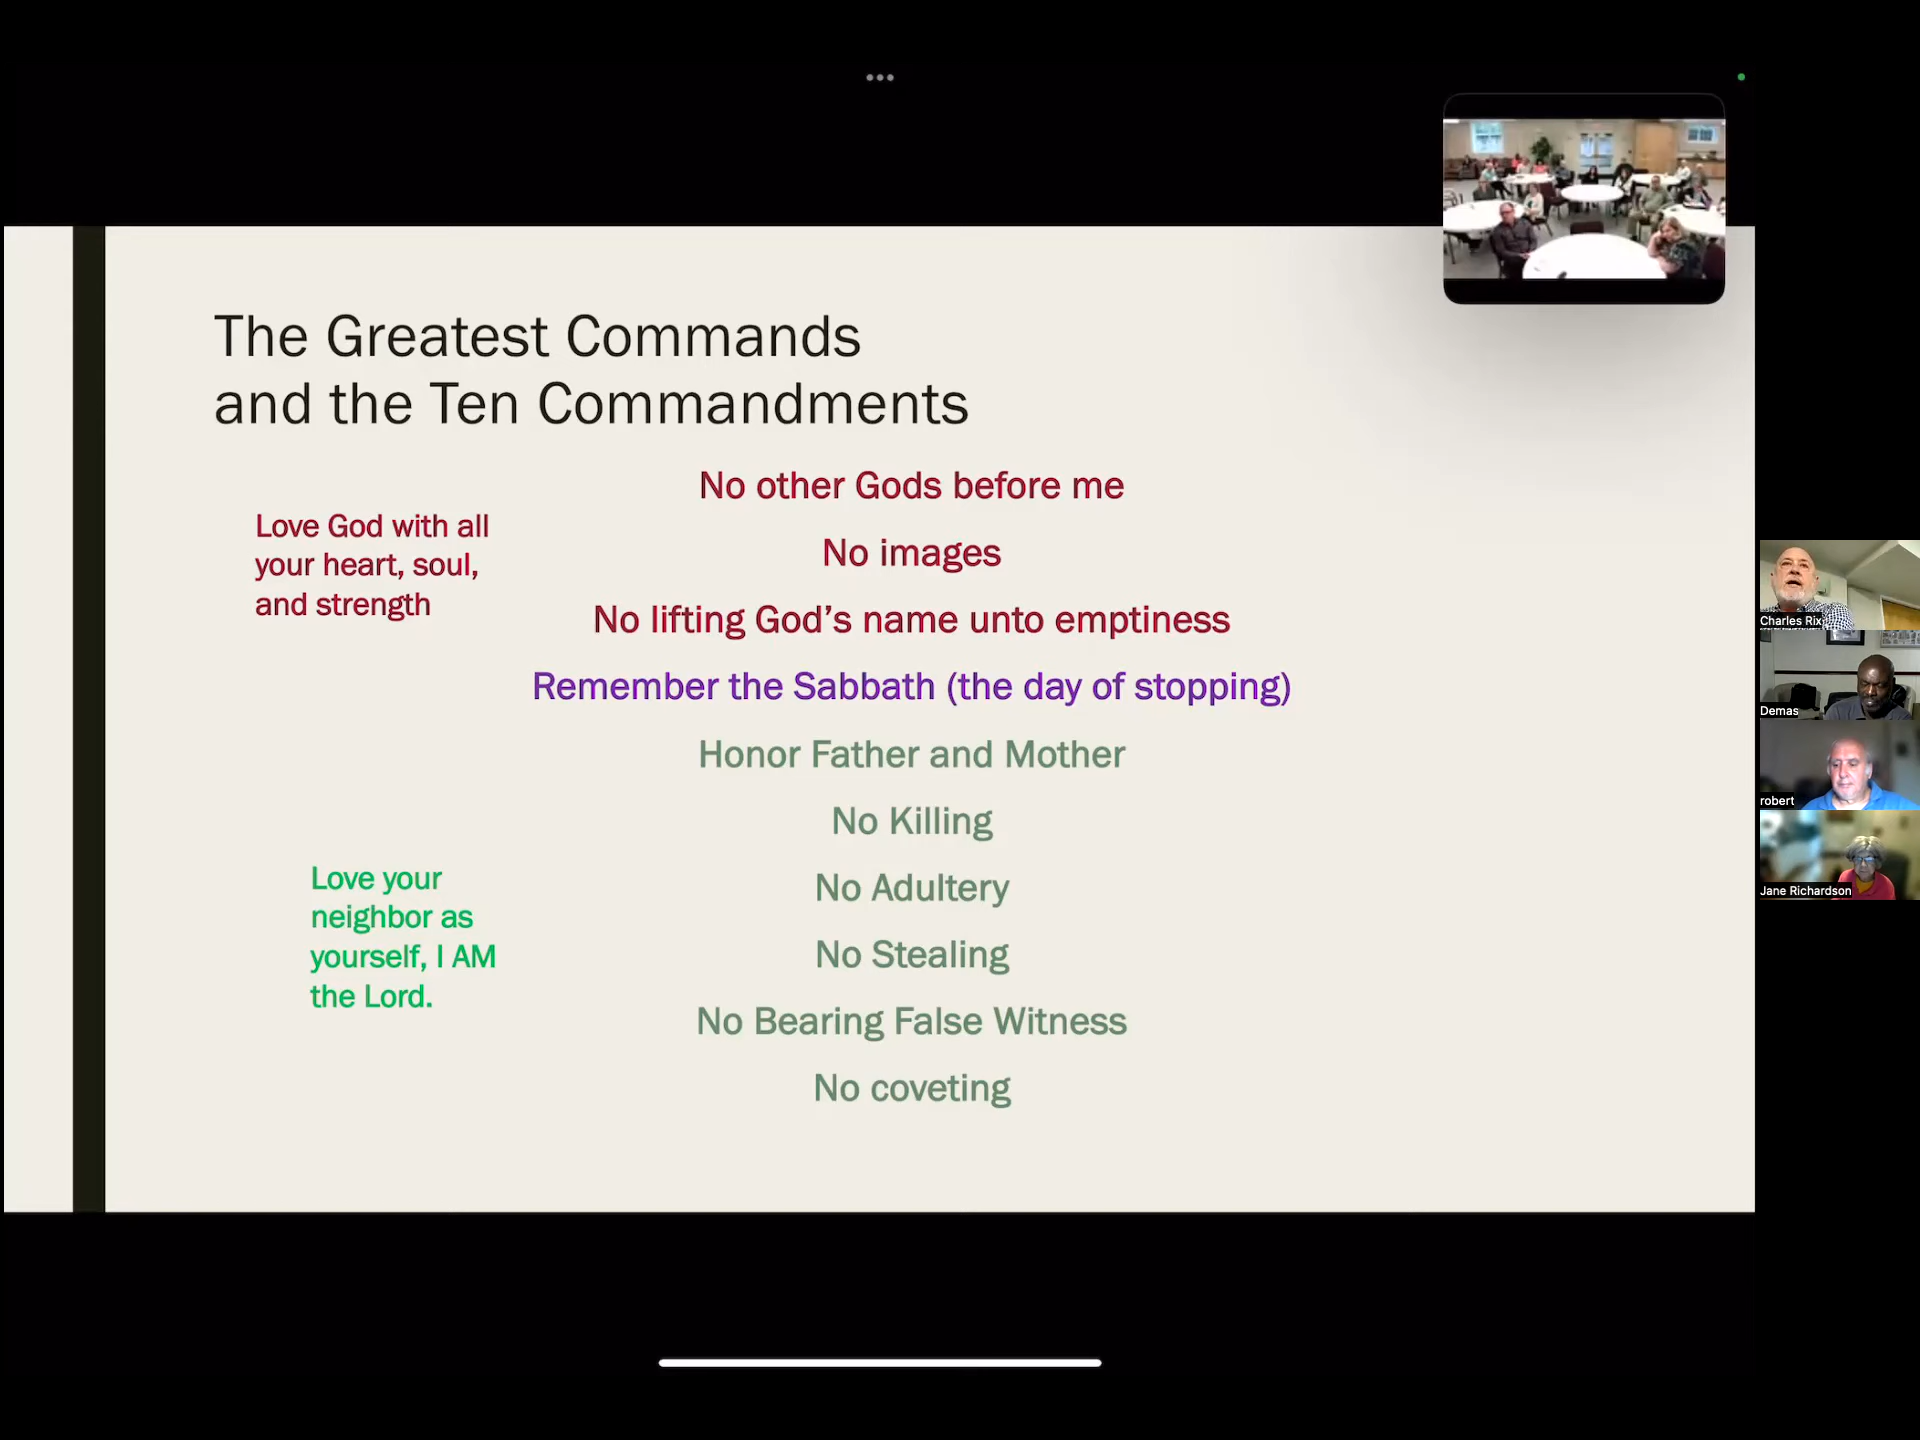 The Greatest Commands
and the Ten Commandments
No other Gods before me
Love God with all
your heart, soul,
and strength
No images
No lifting God’s name unto emptiness
Remember the Sabbath (the day of stopping)
Honor Father and Mother
No Killing
No Adultery
Love your
neighbor as
yourself, I AM
the Lord.
No Stealing
No Bearing False Witness
No coveting
Charles Rix
Demas
robert
Jane Richardson